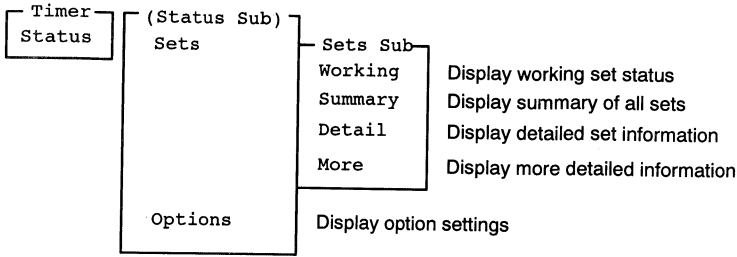 Timer
Status
(Status Sub)
Sets
Sets Sub
Working Display working set status
Summary Display summary of all sets
Detail Display detailed set information
More Display more detailed information
Options Display option settings